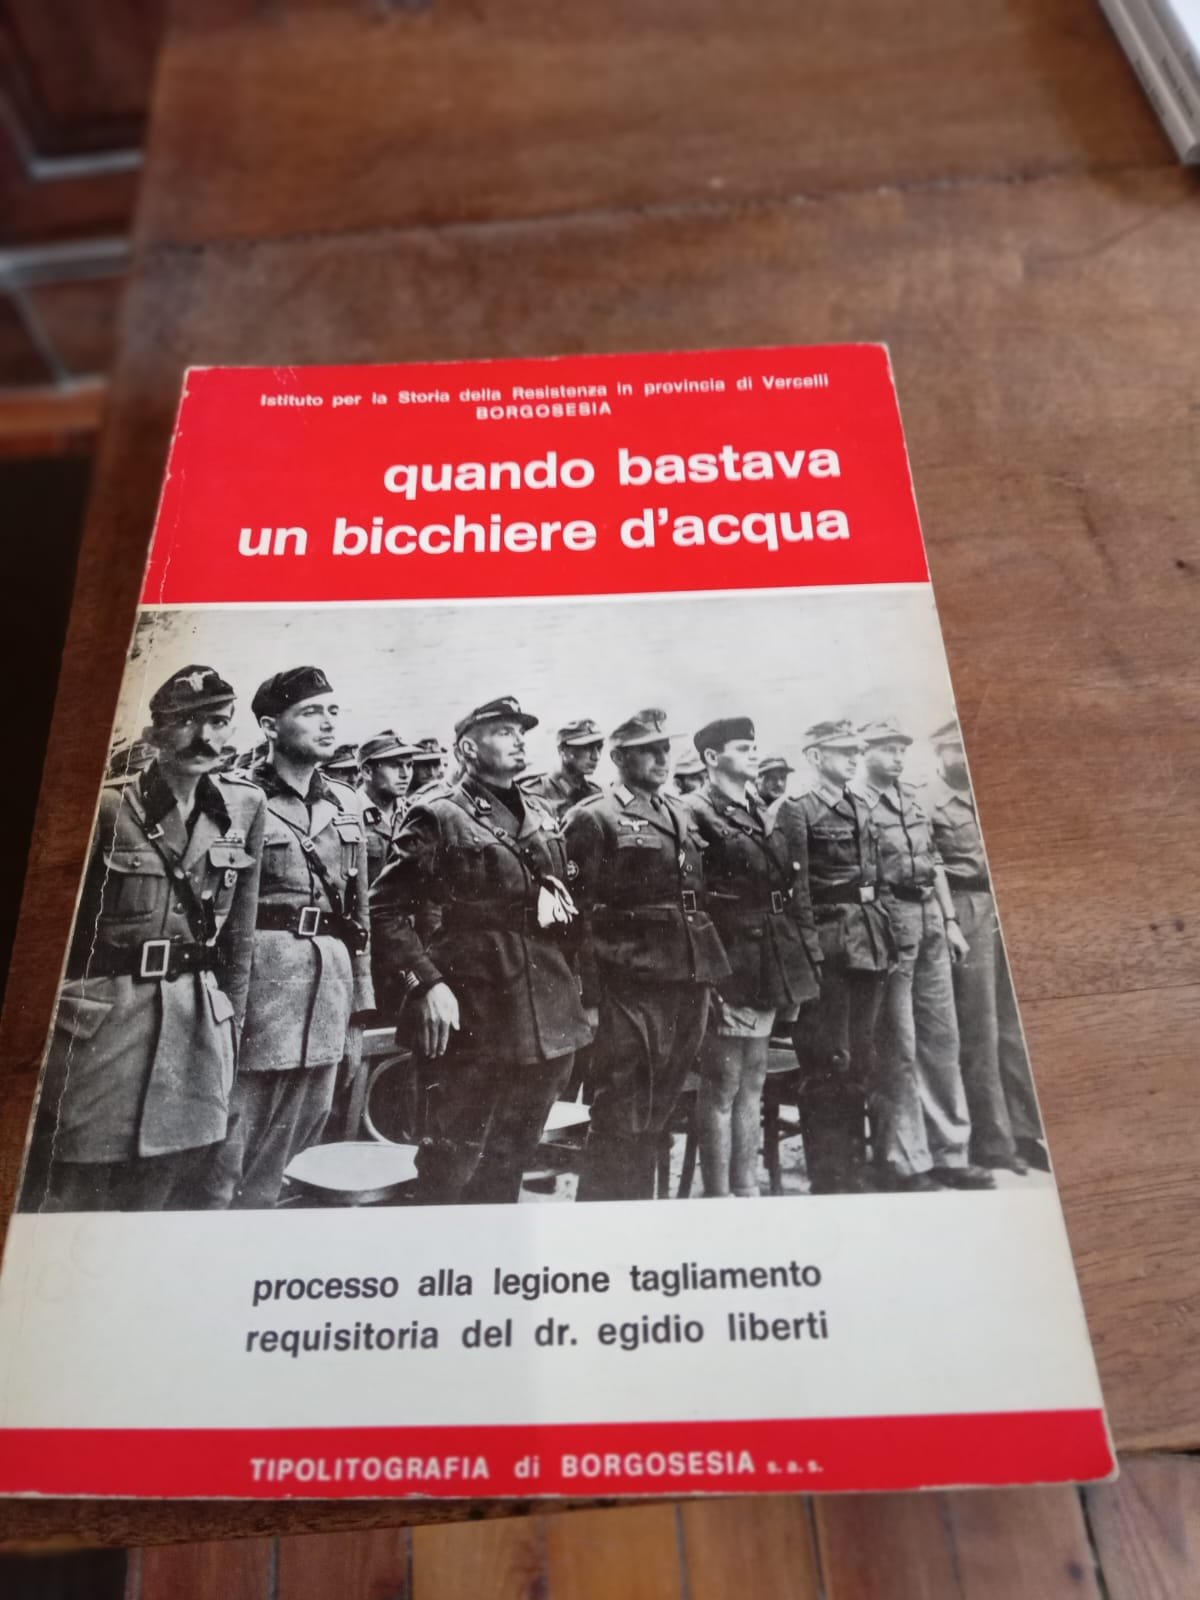 Istituto per la Storia della Resistenza in provincia di Vercelli
BORGOSESIA
quando bastava
un bicchiere d'acqua
processo alla legione tagliamento
requisitoria del dr. egidio liberti
TIPOLITOGRAFIA di BORGOSESIA s.a.s.